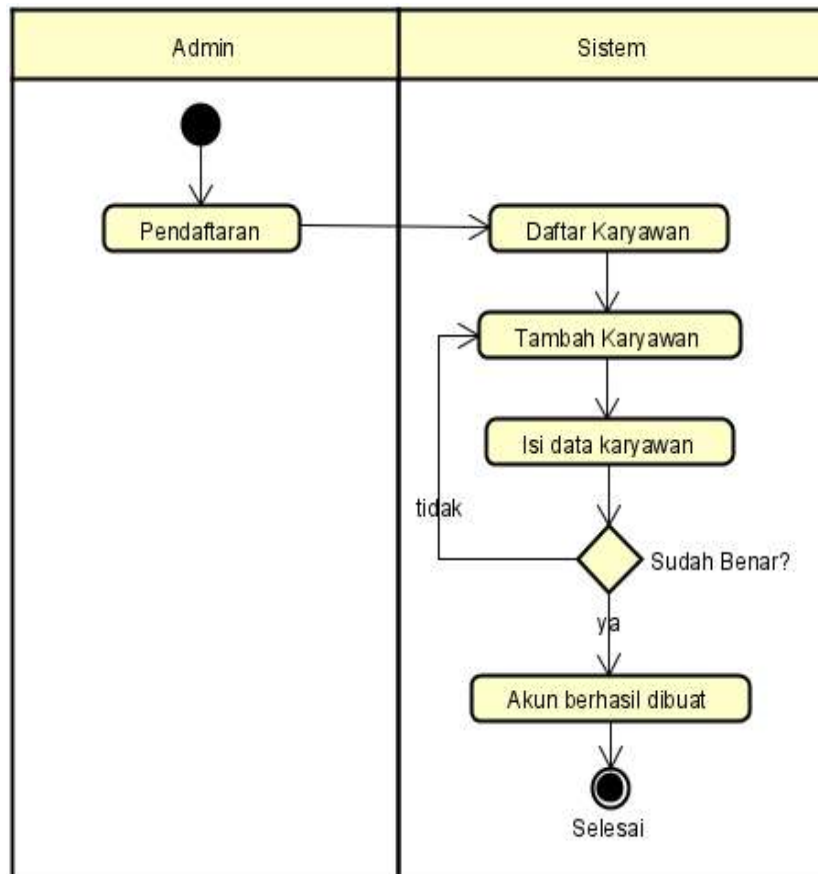 Admin
Sistem
Pendaftaran
Daftar Karyawan
Tambah Karyawan
Isi data karyawan
tidak
Sudah Benar?
ya
Akun berhasil dibuat
Selesai